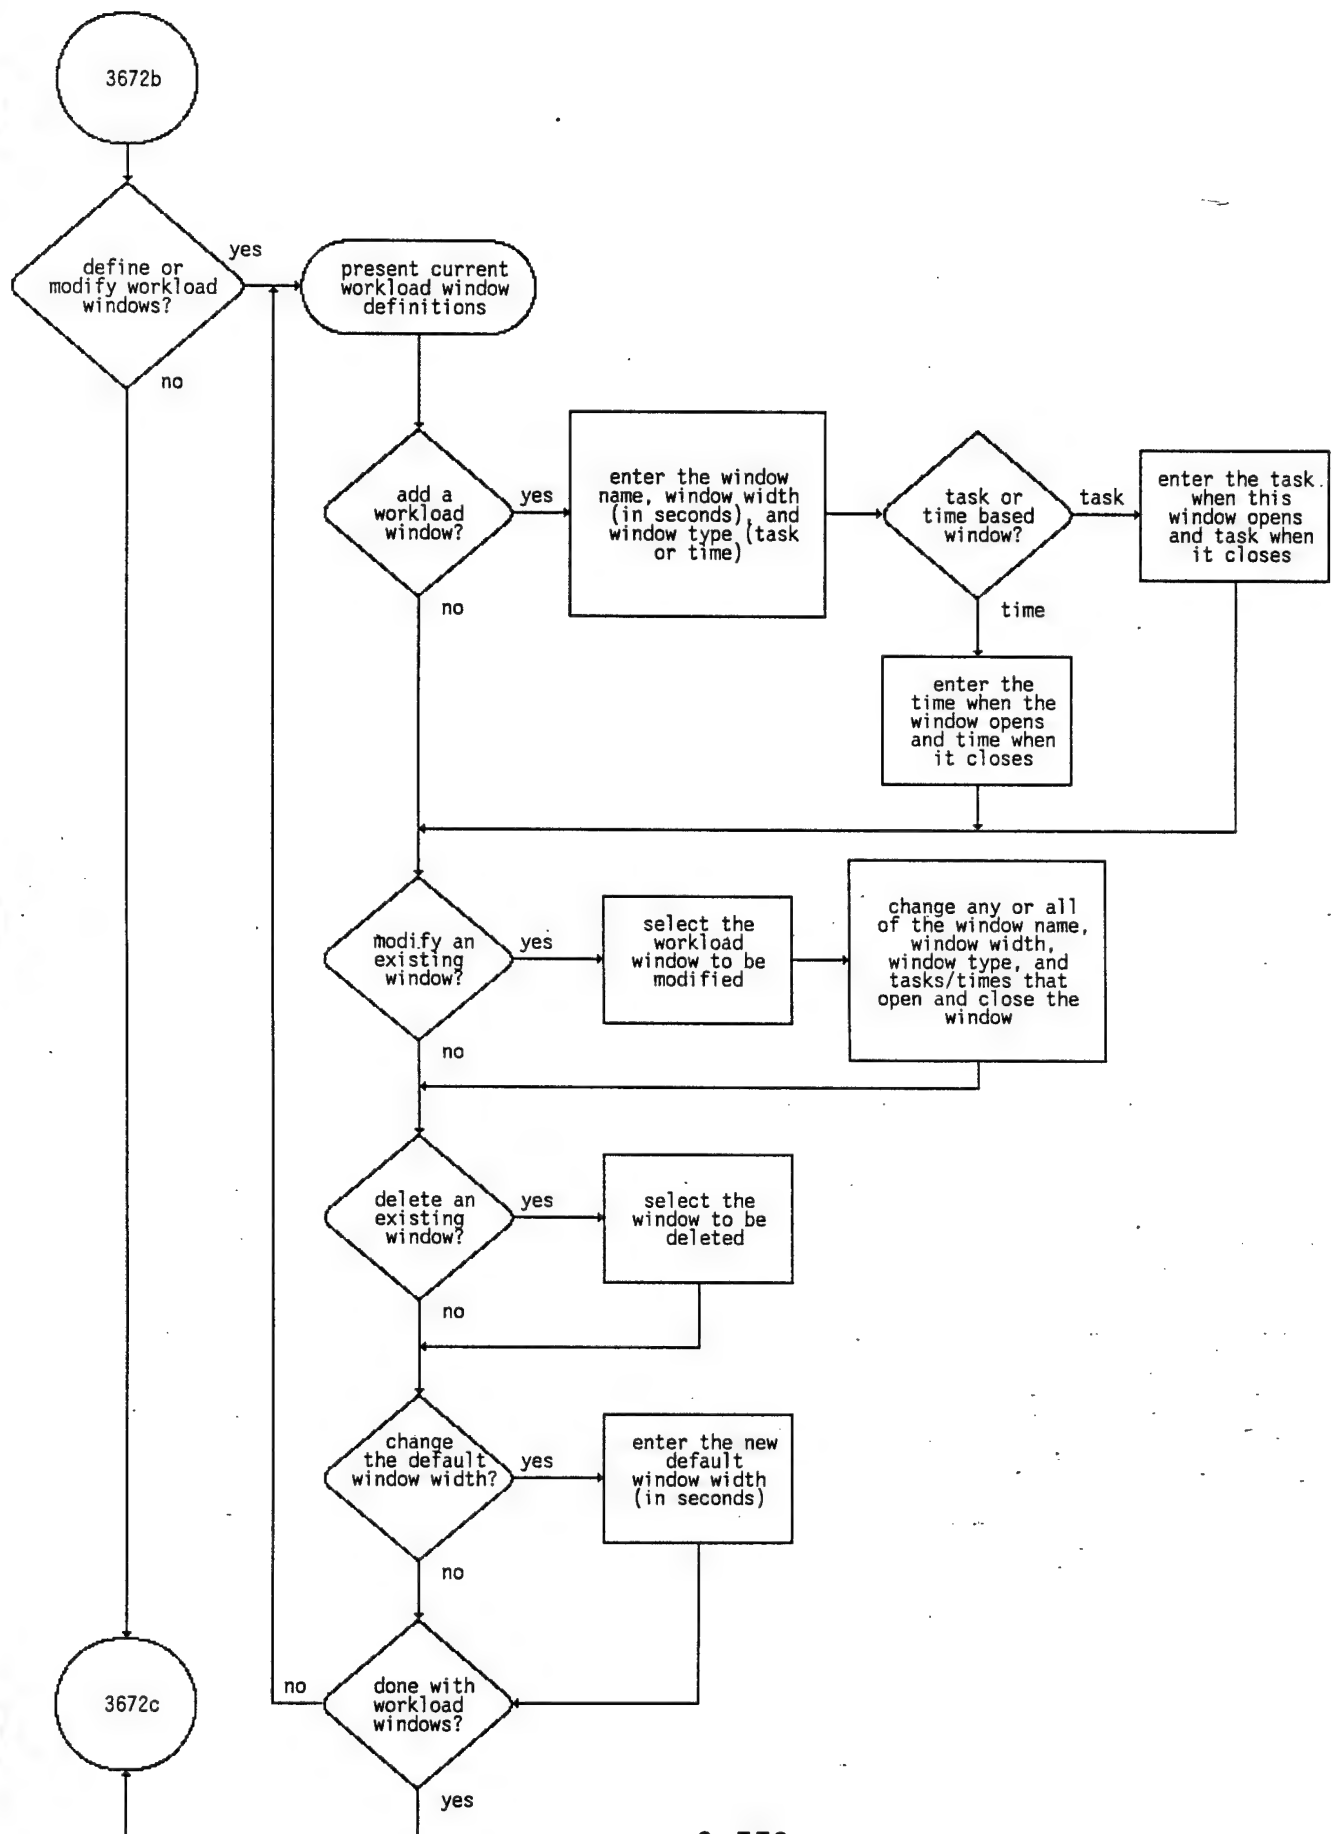 3672b
define or
modify workload
windows?
yes
no
present current
workload window
definitions
add a
workload
window?
yes
no
enter the window
name, window width
(in seconds), and
window type (task
or time)
task or
time based
window?
task
time
enter the task
when this
window opens
and task when
it closes
enter the
time when the
window opens
and time when
it closes
modify an
existing
window?
yes
no
select the
workload
window to be
modified
change any or all
of the window name,
window width,
window type, and
tasks/times that
open and close the
window
delete an
existing
window?
yes
no
select the
window to be
deleted
change
the default
window width?
yes
no
enter the new
default
window width
(in seconds)
done with
workload
windows?
no
yes
3672c